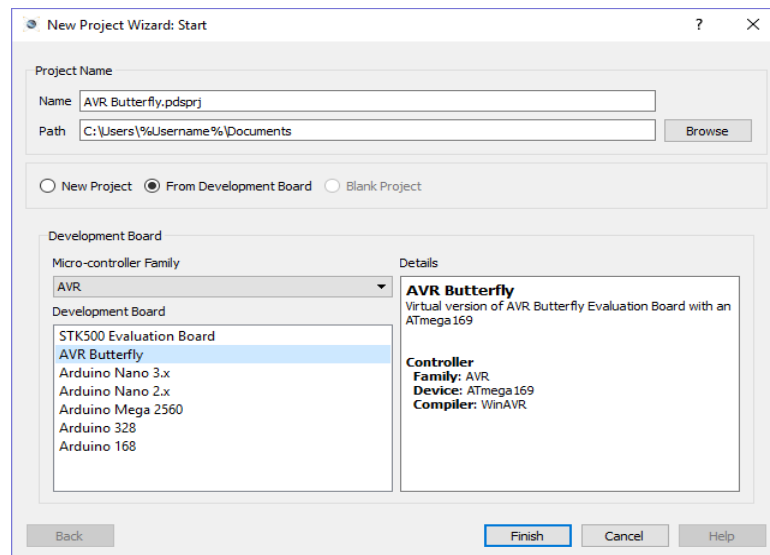 New Project Wizard: Start
?
Project Name
Name AVR Butterfly.pdsprj
Path C:\Users\%Username%\Documents Browse
New Project From Development Board Blank Project
Development Board
Micro-controller Family
AVR
Development Board
STK500 Evaluation Board
AVR Butterfly
Arduino Nano 3.x
Arduino Nano 2.x
Arduino Mega 2560
Arduino 328
Arduino 168
Details
AVR Butterfly
Virtual version of AVR Butterfly Evaluation Board with an
ATmega169
Controller
Family: AVR
Device: ATmega169
Compiler: WinAVR
Back Finish Cancel Help